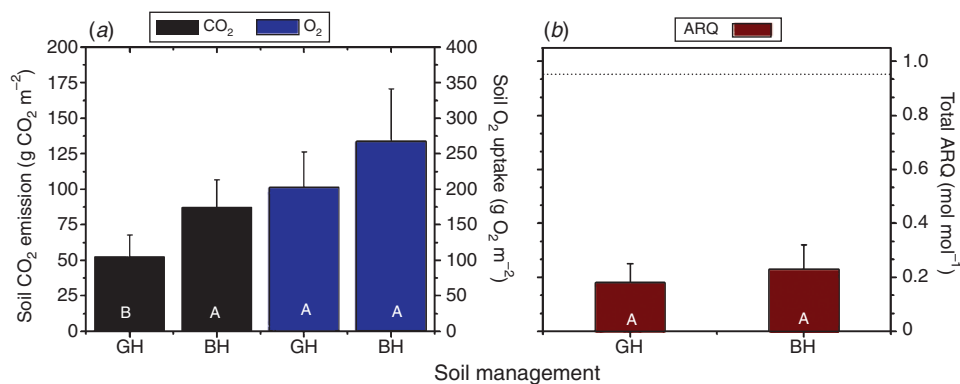 (a)
CO2 O2
(b)
ARQ
200
175
150
125
100
75
50
25
0
Soil CO2 emission (g CO2 m−2)
400
350
300
250
200
150
100
50
0
Soil O2 uptake (g O2 m−2)
B A A A
GH BH GH BH
1.0
0.8
0.6
0.4
0.2
0
Total ARQ (mol mol−1)
A A
GH BH
Soil management